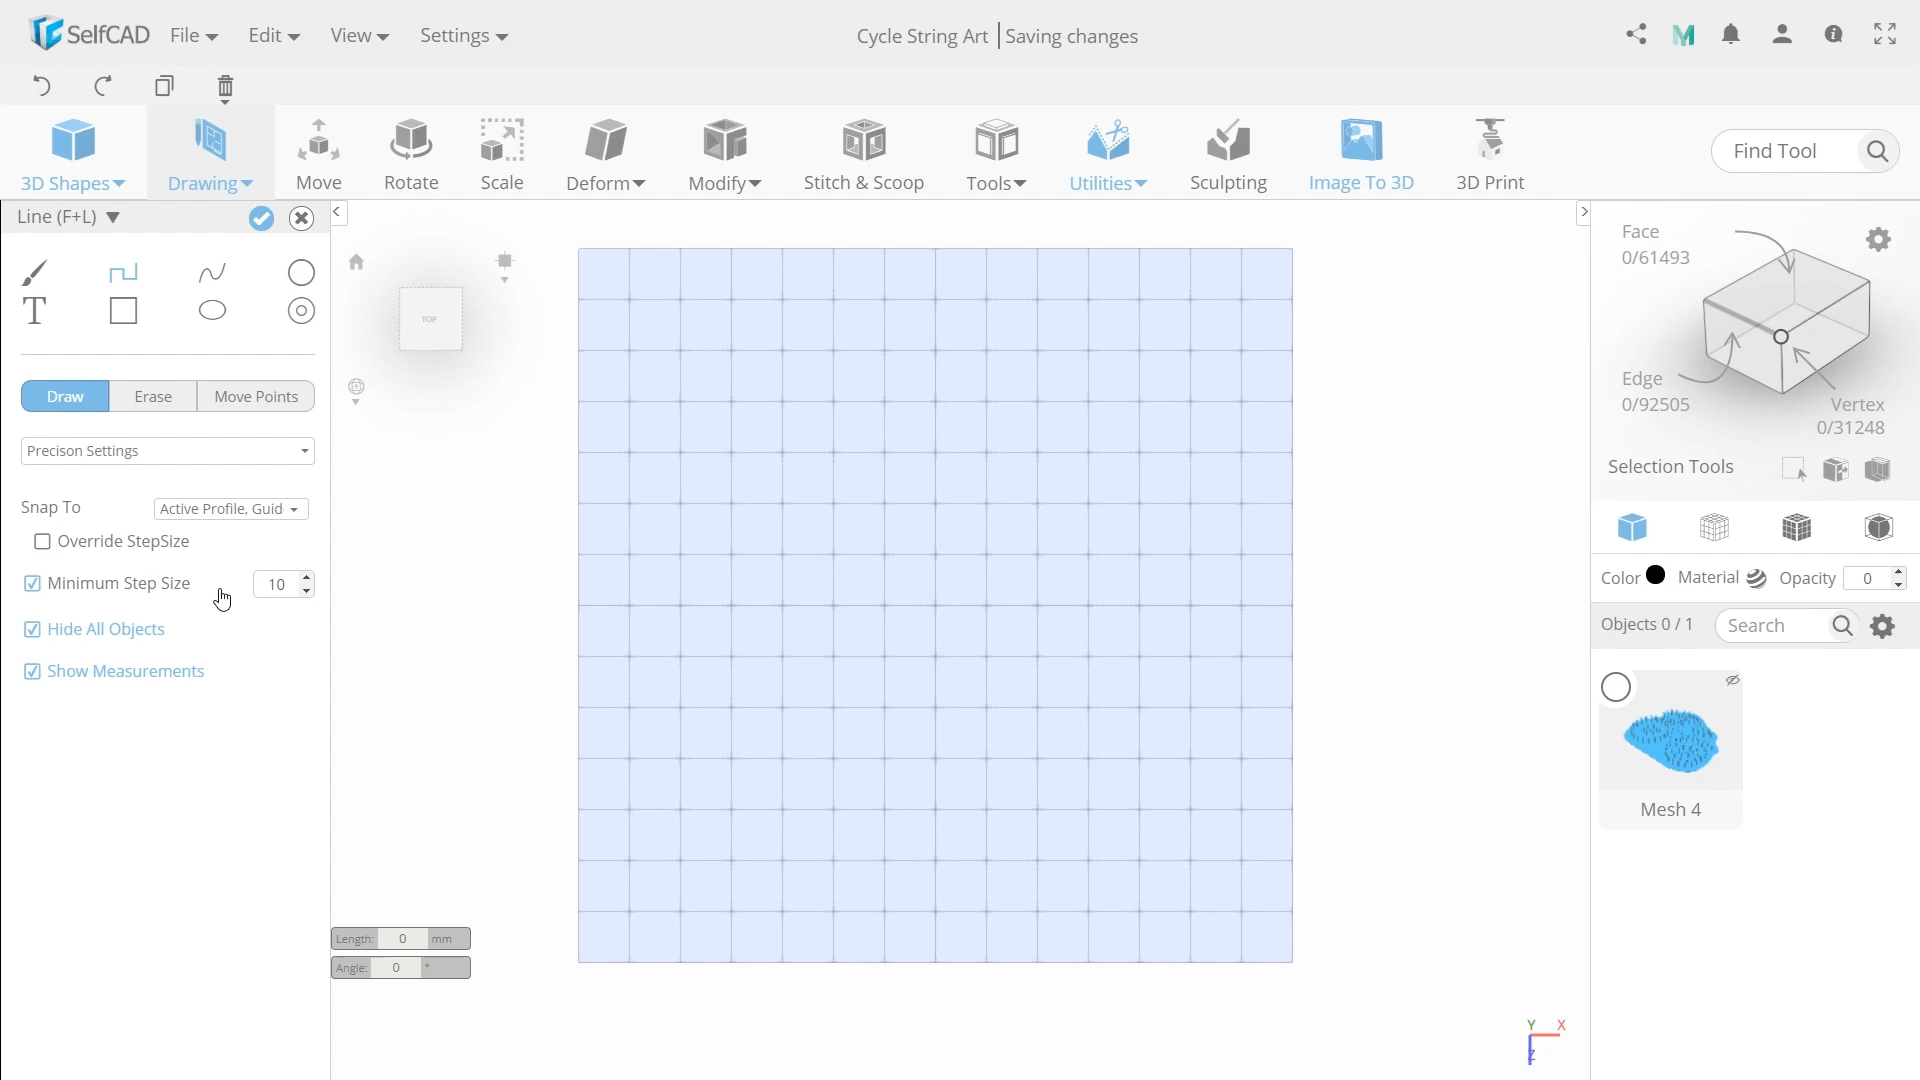 SelfCAD File Edit View Settings Cycle String Art Saving changes
3D Shapes Drawing Move Rotate Scale Deform Modify Stitch & Scoop Tools Utilities Sculpting Image To 3D 3D Print Find Tool
Line (F+L)
T
Draw Erase Move Points
Precison Settings
Snap To Active Profile, Guid
Override StepSize
Minimum Step Size 10
Hide All Objects
Show Measurements
TOP
Length: 0 mm
Angle: 0 °
Y X
Z
Face
0/61493
Edge
0/92505
Vertex
0/31248
Selection Tools
Color Material Opacity 0
Objects 0 / 1 Search
Mesh 4